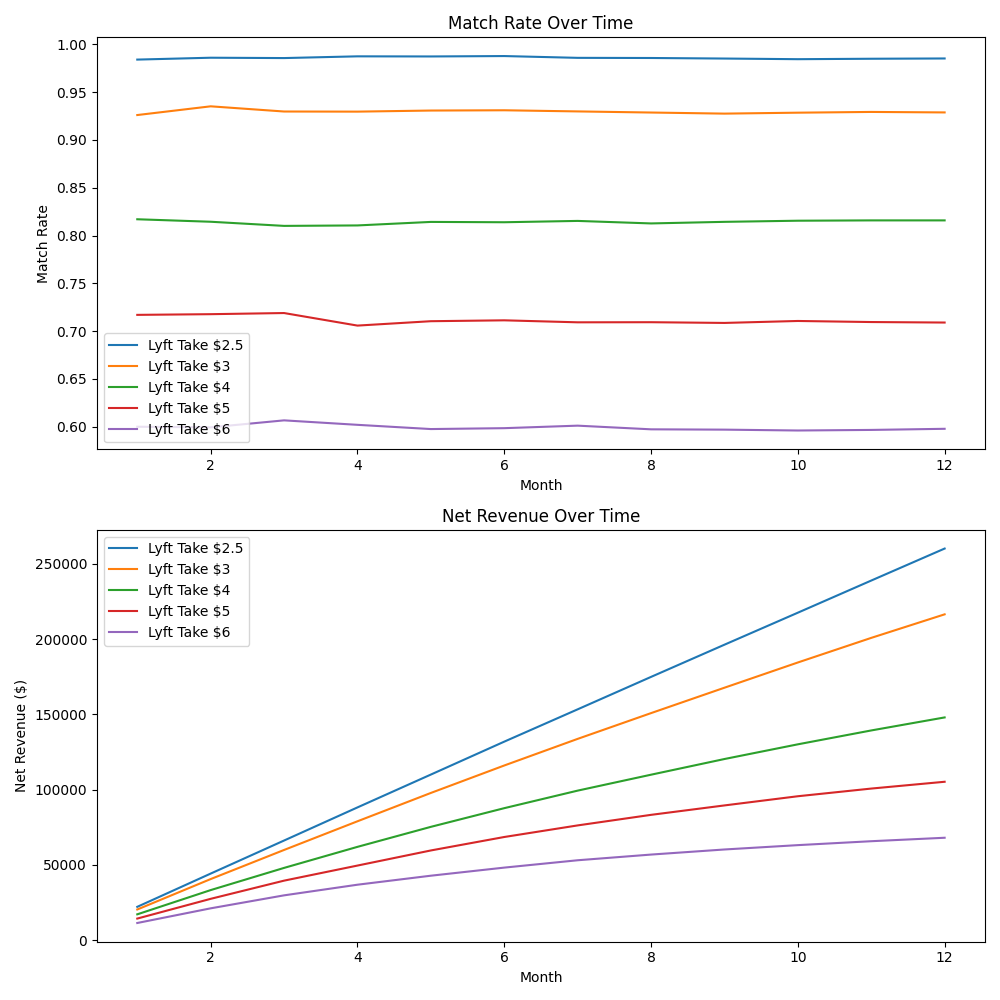 Match Rate Over Time
1.00
0.95
0.90
0.85
0.80
0.75
0.70
0.65
0.60
Match Rate
Lyft Take $2.5
Lyft Take $3
Lyft Take $4
Lyft Take $5
Lyft Take $6
2 4 6 8 10 12
Month
Net Revenue Over Time
250000
200000
150000
100000
50000
0
Net Revenue ($)
Lyft Take $2.5
Lyft Take $3
Lyft Take $4
Lyft Take $5
Lyft Take $6
2 4 6 8 10 12
Month